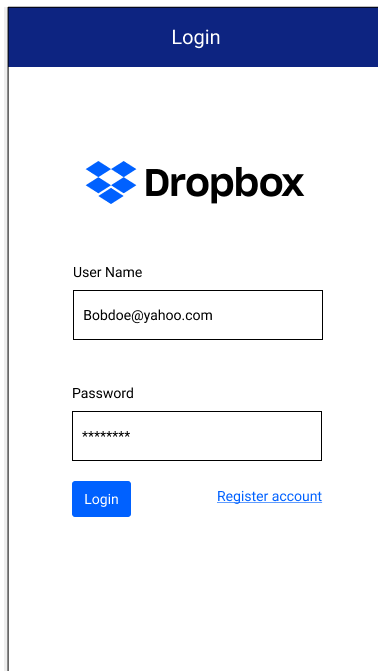 Login
Dropbox
User Name
Bobdoe@yahoo.com
Password
********
Login Register account